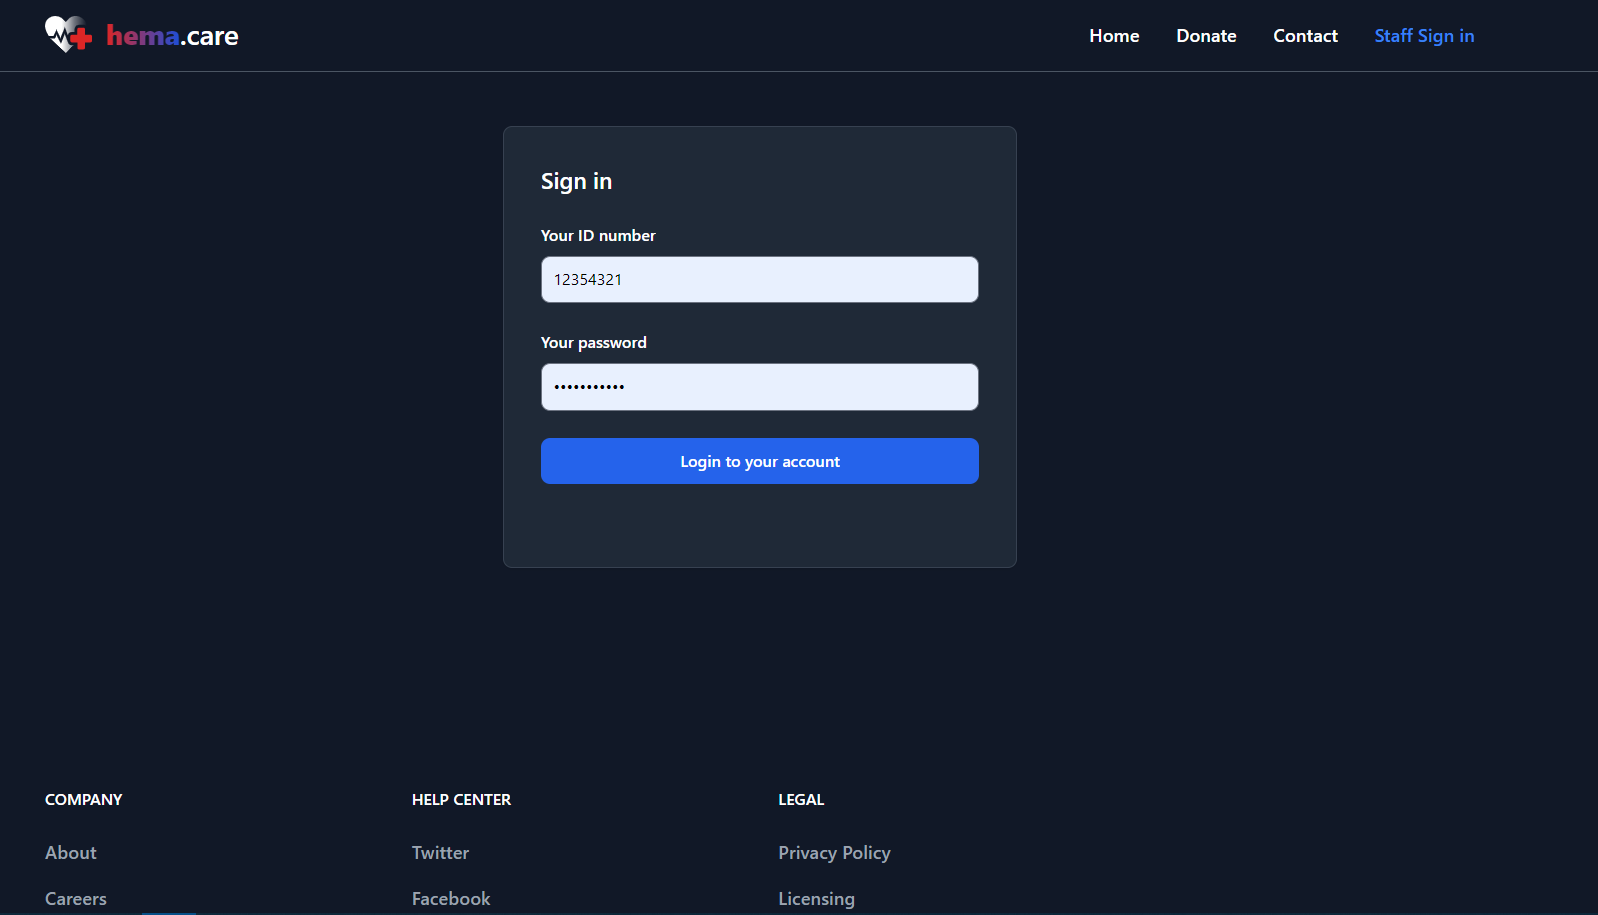 hema.care
Home Donate Contact Staff Sign in
Sign in
Your ID number
12354321
Your password
•••••••••••
Login to your account
COMPANY HELP CENTER LEGAL
About Twitter Privacy Policy
Careers Facebook Licensing